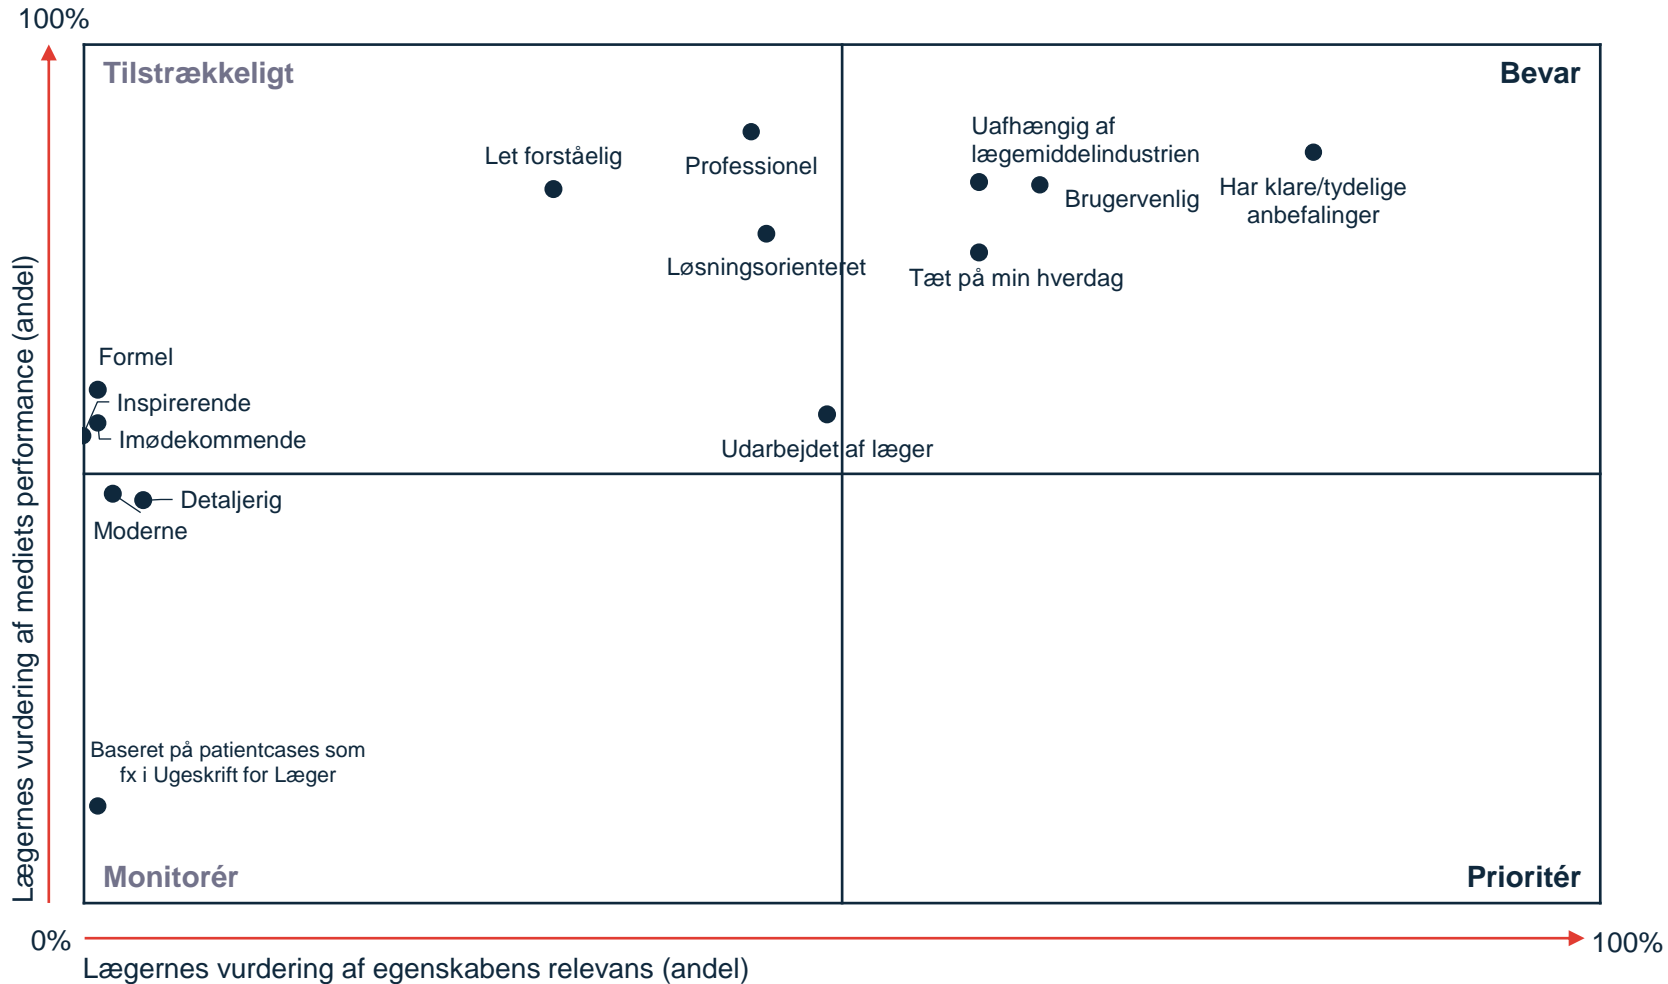 100%
Tilstrækkeligt
Bevar
Uafhængig af
lægemiddelindustrien
Let forståelig
Professionel
Har klare/tydelige
anbefalinger
Brugervenlig
Løsningsorienteret
Tæt på min hverdag
Formel
Inspirerende
Imødekommende
Udarbejdet af læger
Detaljerig
Moderne
Baseret på patientcases som
fx i Ugeskrift for Læger
Monitorér
Prioritér
Lægernes vurdering af mediets performance (andel)
0%
100%
Lægernes vurdering af egenskabens relevans (andel)